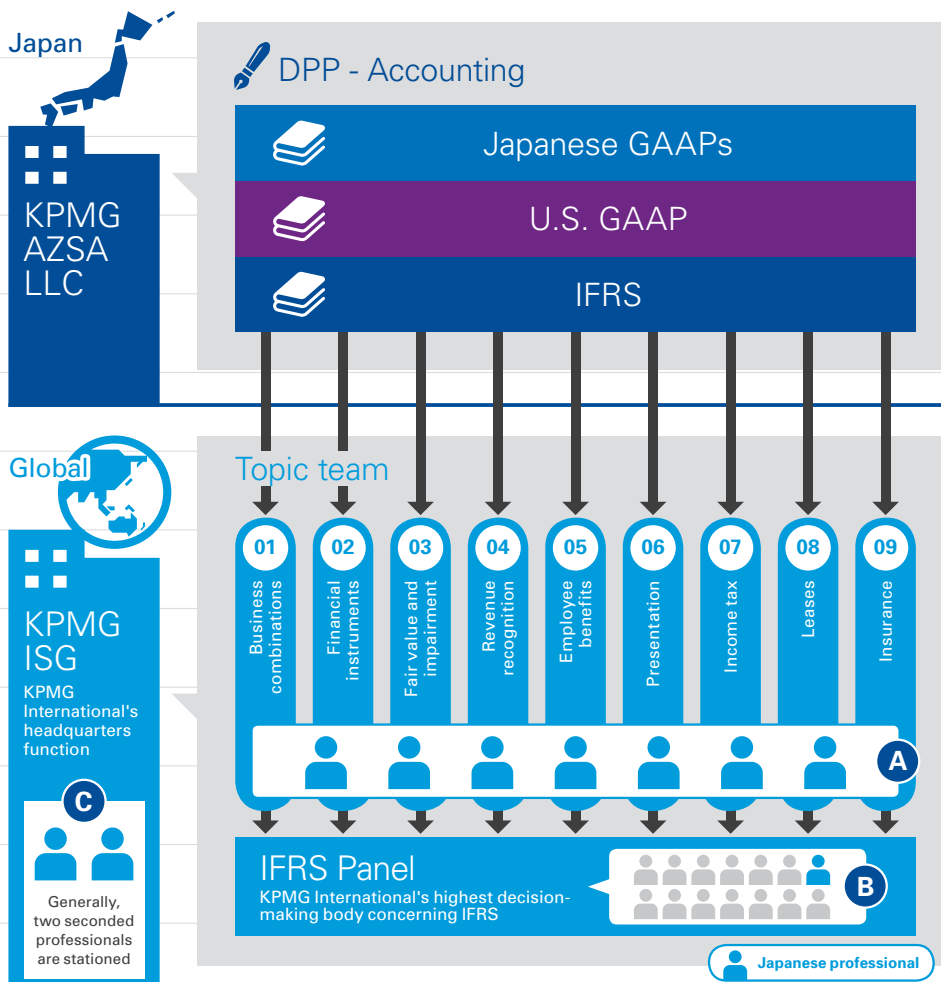 Japan
DPP - Accounting
Japanese GAAPs
U.S. GAAP
IFRS
KPMG
AZSA
LLC
Global
Topic team
01
Business
combinations
02
Financial
instruments
03
Fair value and
impairment
04
Revenue
recognition
05
Employee
benefits
06
Presentation
07
Income tax
08
Leases
09
Insurance
KPMG
ISG
KPMG
International's
headquarters
function
A
C
Generally,
two seconded
professionals
are stationed
IFRS Panel
KPMG International's highest decision-
making body concerning IFRS
B
Japanese professional